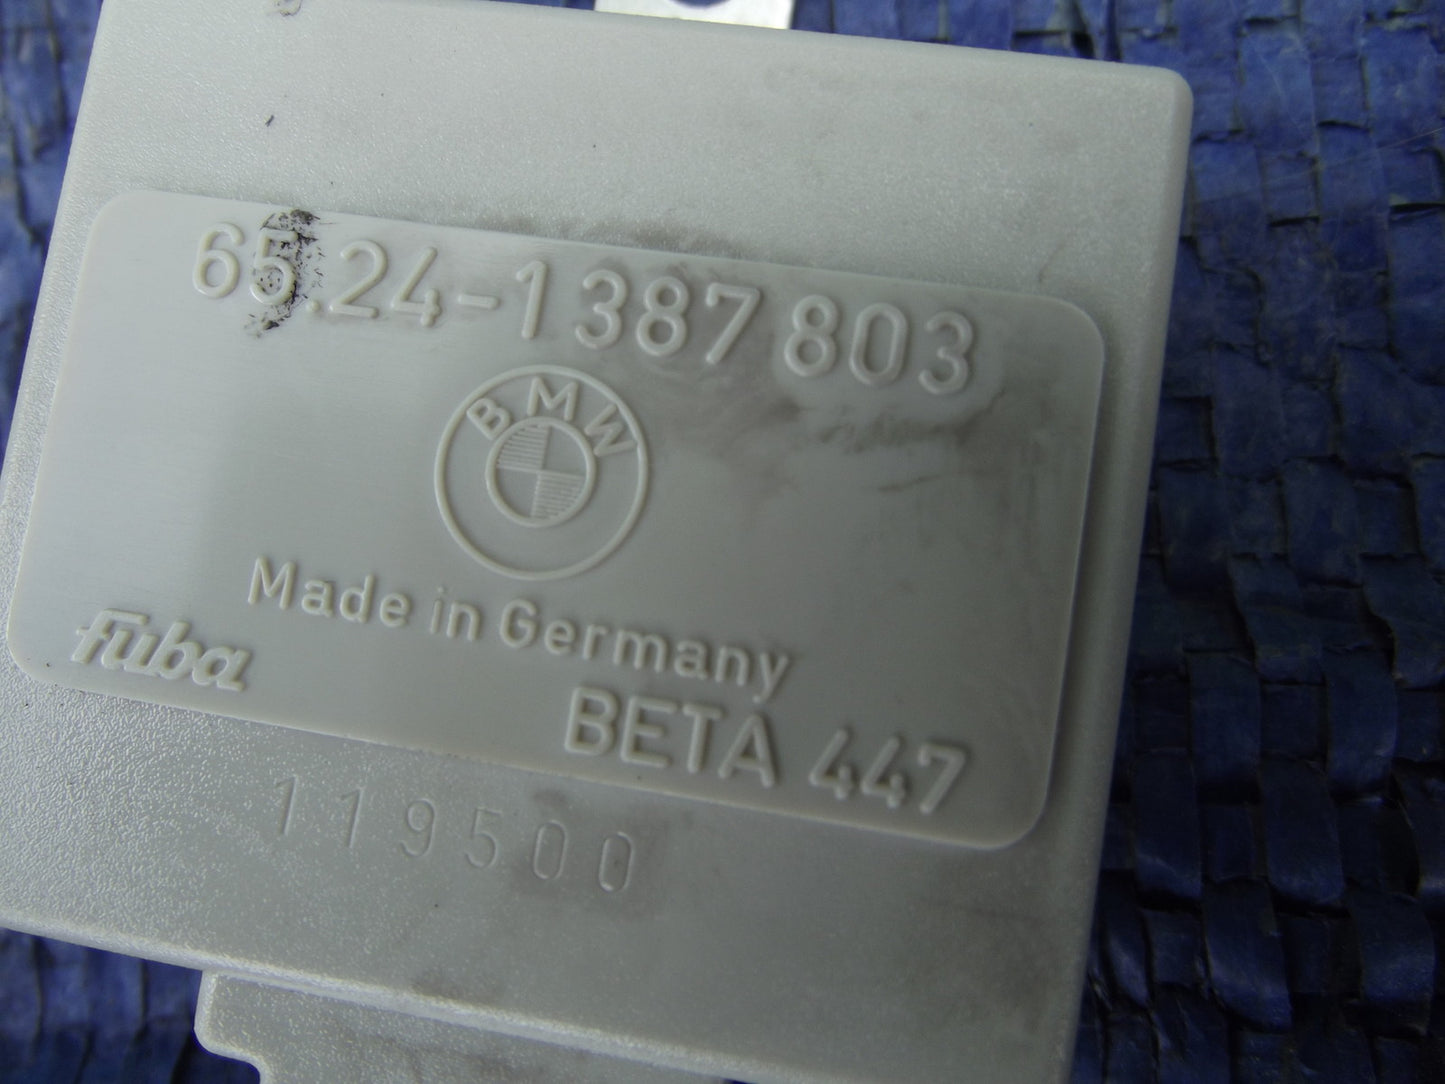 65.24-1387803
BMW
Made in Germany
fuba
BETA 447
119500